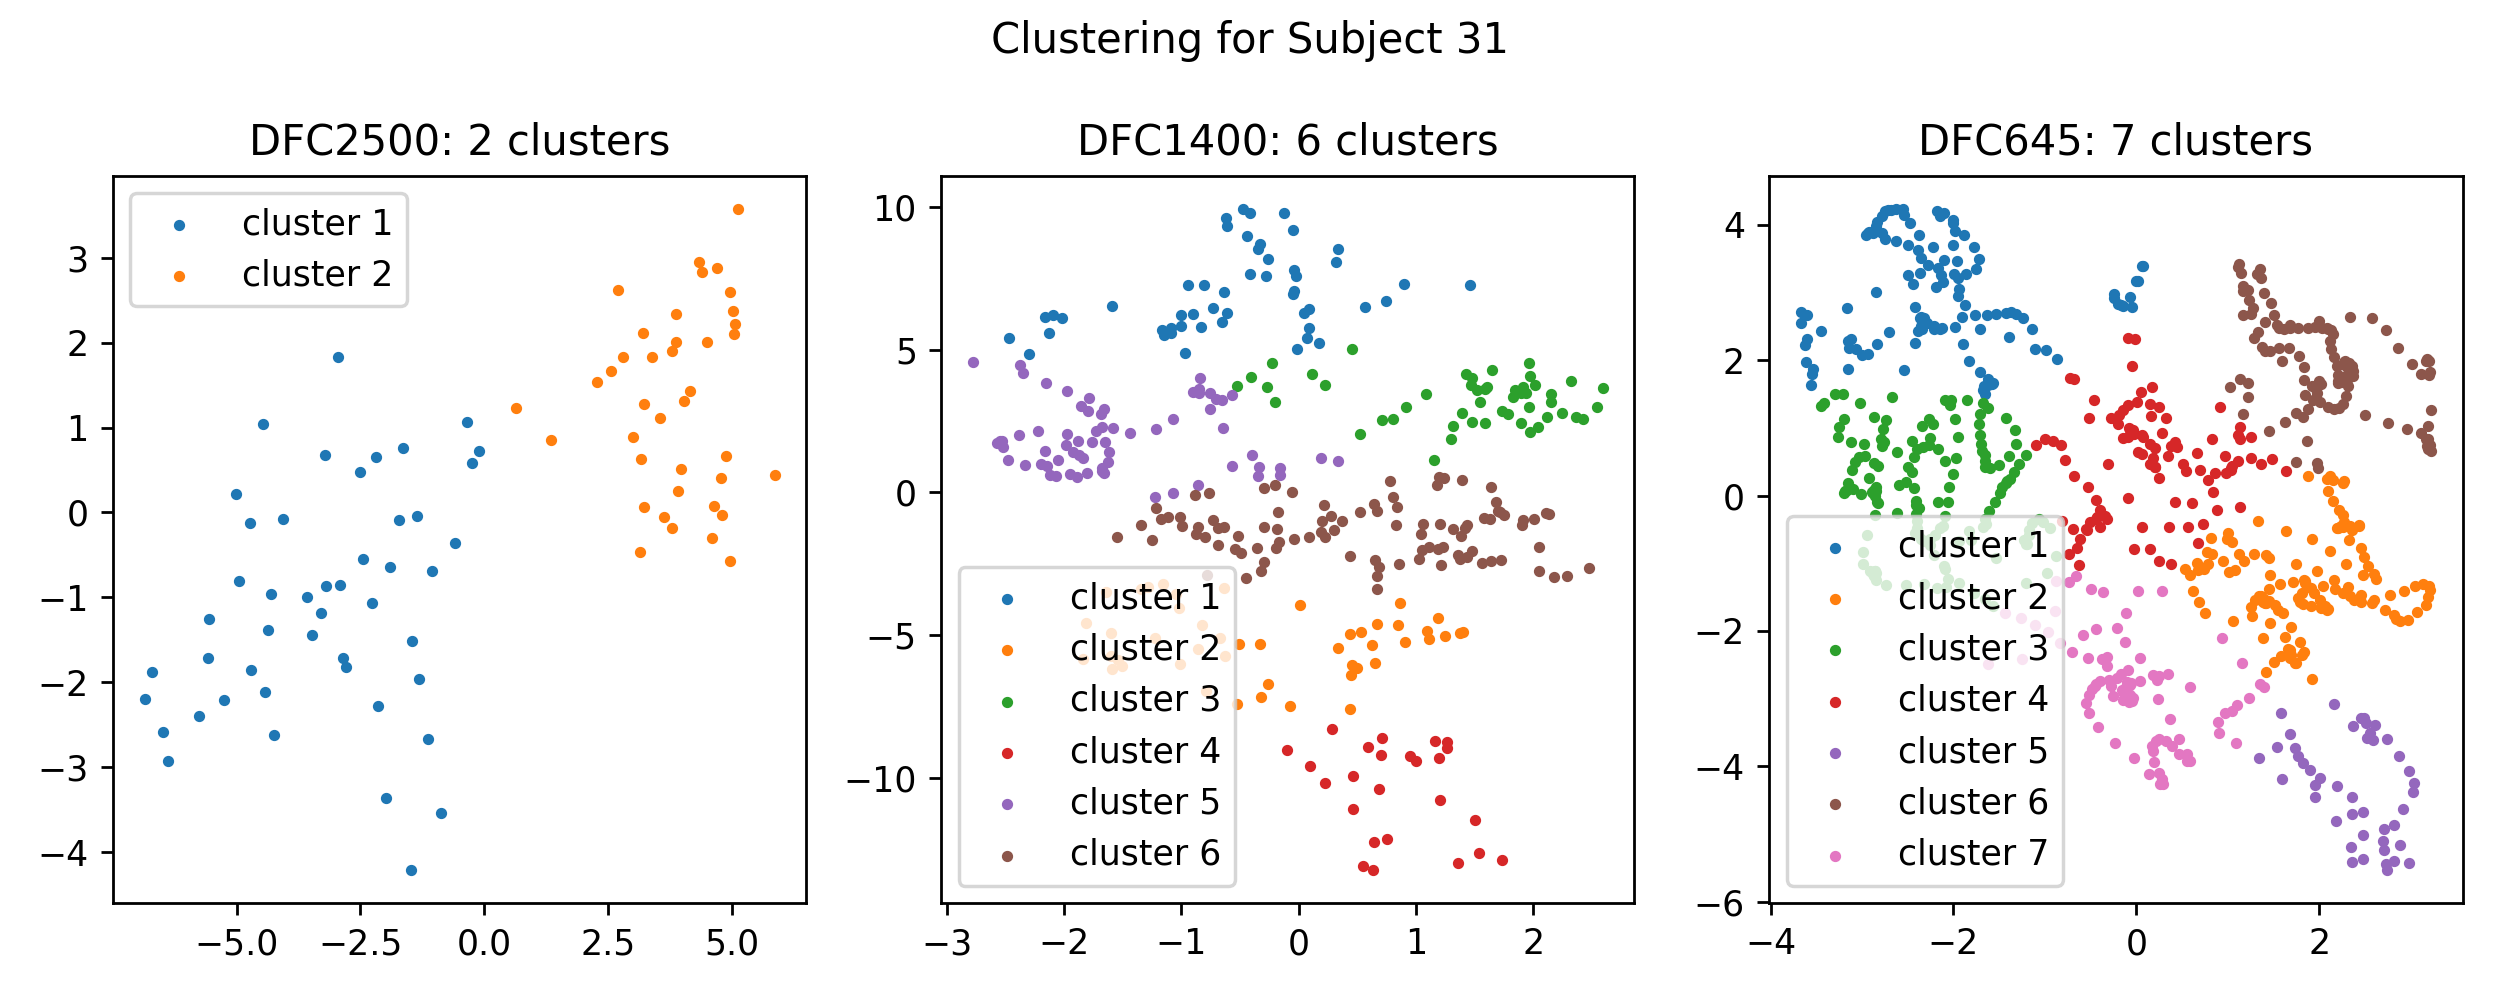 Clustering for Subject 31
DFC2500: 2 clusters
cluster 1
cluster 2
3
2
1
0
−1
−2
−3
−4
−5.0 −2.5 0.0 2.5 5.0
DFC1400: 6 clusters
10
5
0
−5
−10
cluster 1
cluster 2
cluster 3
cluster 4
cluster 5
cluster 6
−3 −2 −1 0 1 2
DFC645: 7 clusters
4
2
0
−2
−4
−6
cluster 1
cluster 2
cluster 3
cluster 4
cluster 5
cluster 6
cluster 7
−4 −2 0 2